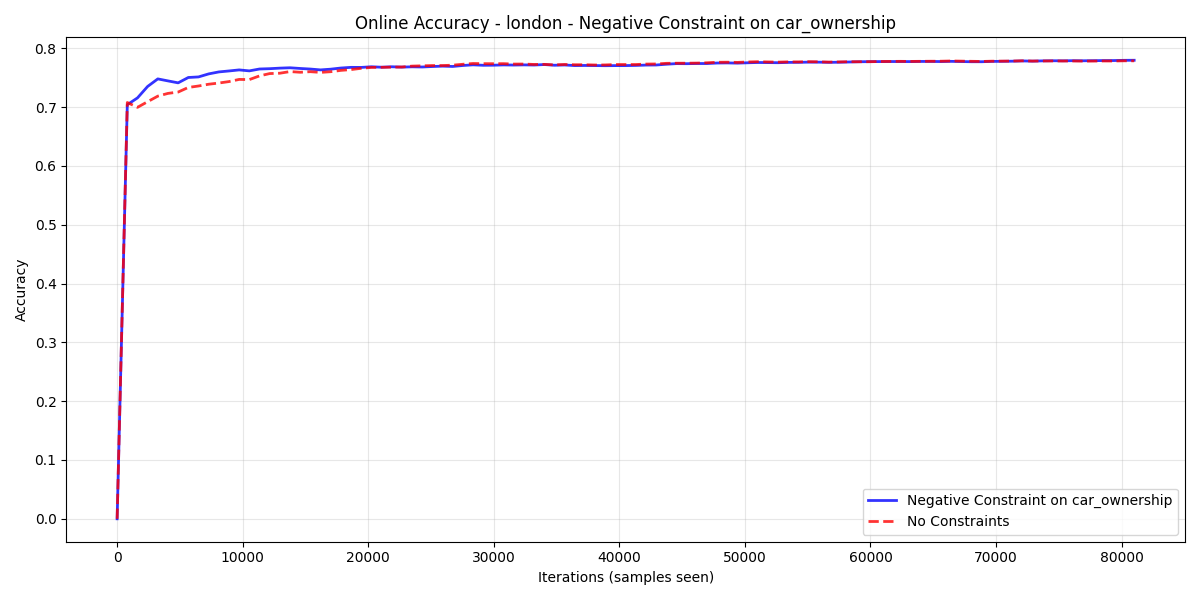 Online Accuracy - london - Negative Constraint on car_ownership
Accuracy
0.8
0.7
0.6
0.5
0.4
0.3
0.2
0.1
0.0
Negative Constraint on car_ownership
No Constraints
0 10000 20000 30000 40000 50000 60000 70000 80000
Iterations (samples seen)